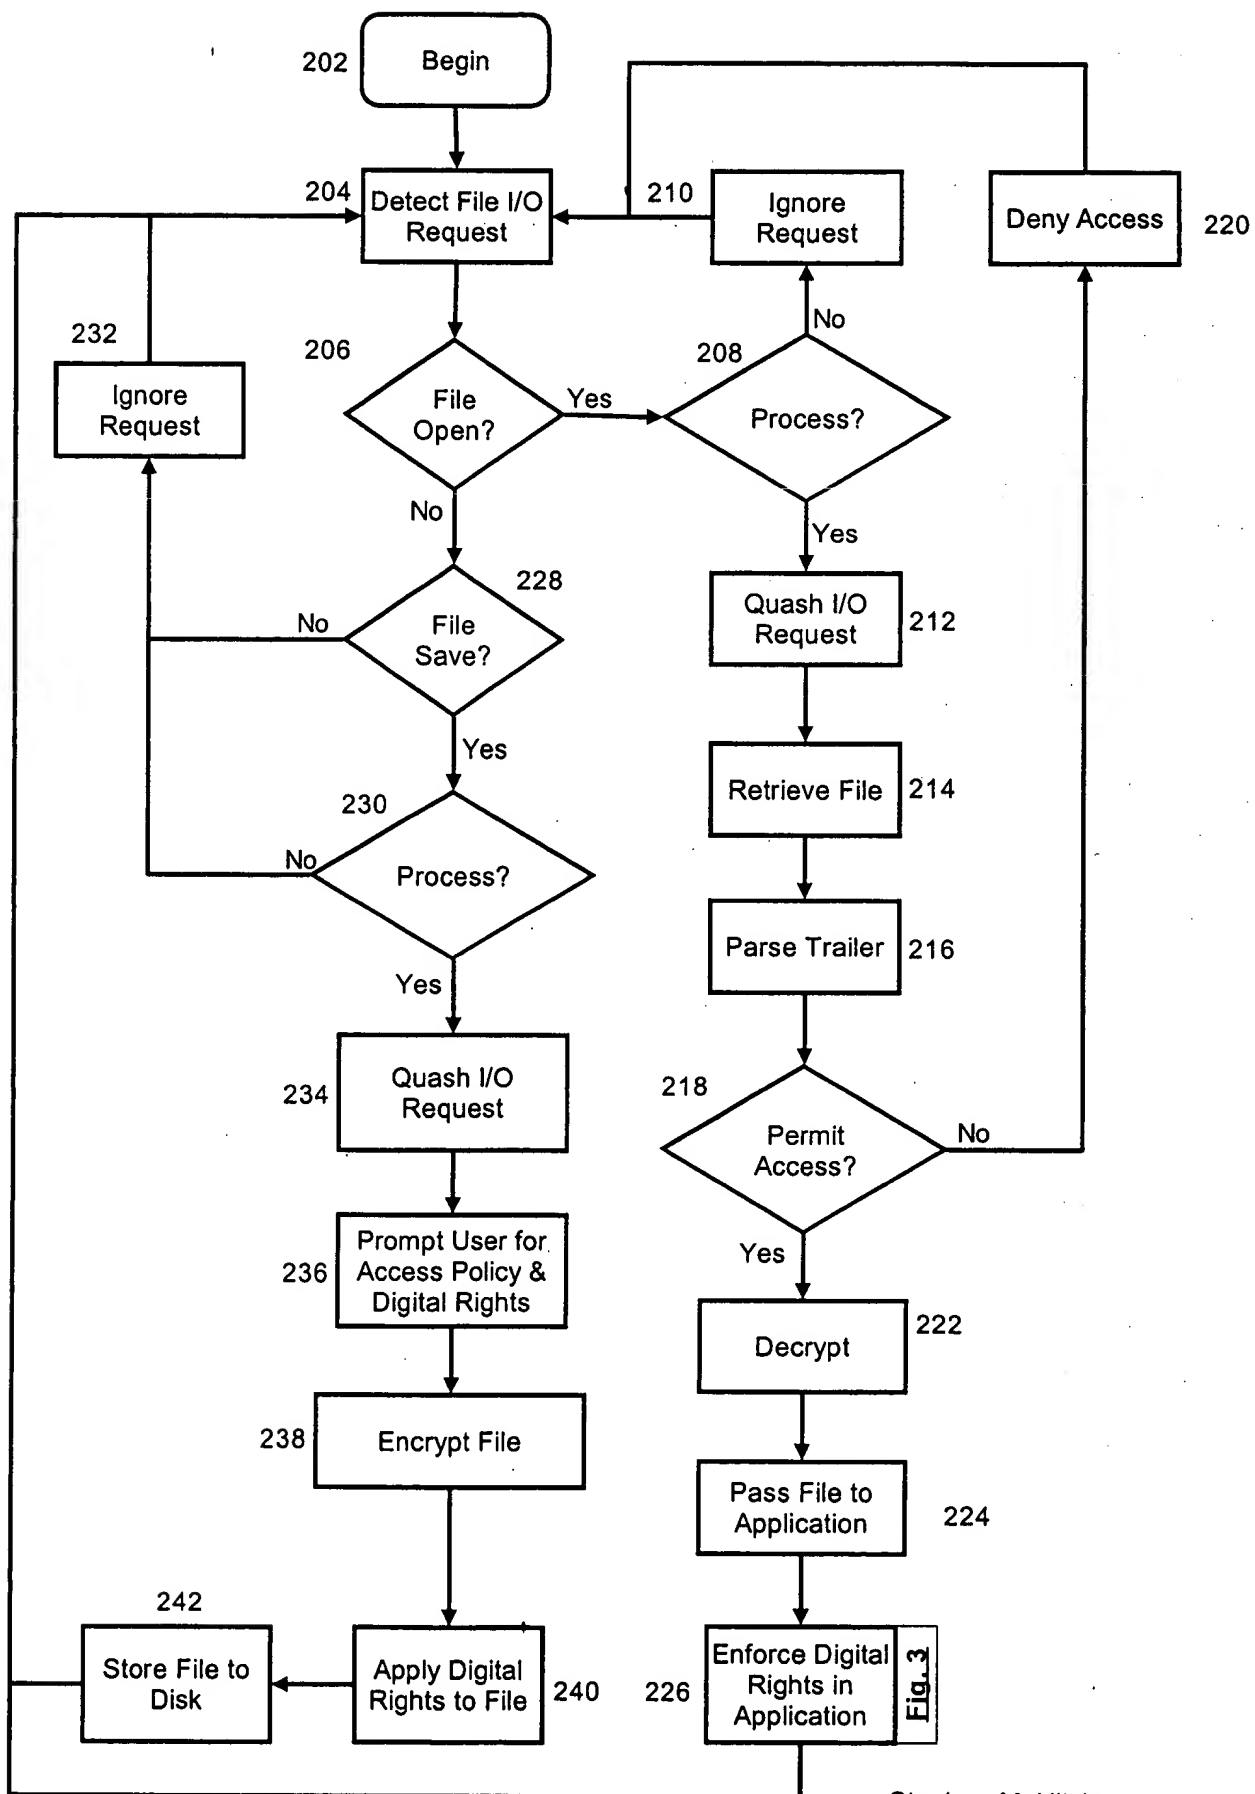 202
Begin
204
Detect File I/O
Request
210
Ignore
Request
Deny Access
220
232
Ignore
Request
206
File
Open?
Yes
208
Process?
No
No
Yes
228
File
Save?
No
Quash I/O
Request
212
Yes
Retrieve File
214
230
Process?
No
Parse Trailer
216
Yes
234
Quash I/O
Request
218
Permit
Access?
No
236
Prompt User for
Access Policy &
Digital Rights
Yes
Decrypt
222
238
Encrypt File
Pass File to
Application
224
242
Store File to
Disk
Apply Digital
Rights to File
240
226
Enforce Digital
Rights in
Application
Fig. 3